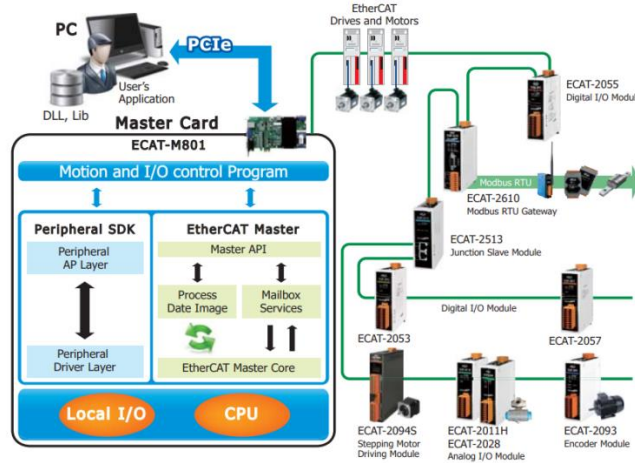 PC
PCIe
User's
Application
DLL, Lib
Master Card
ECAT-M801
Motion and I/O control Program
Peripheral SDK
Peripheral
AP Layer
Peripheral
Driver Layer
EtherCAT Master
Master API
Process
Date Image
Mailbox
Services
EtherCAT Master Core
Local I/O
CPU
EtherCAT
Drives and Motors
ECAT-2055
Digital I/O Modul
Modbus RTU
ECAT-2610
Modbus RTU Gateway
ECAT-2513
Junction Slave Module
Digital I/O Module
ECAT-2053
ECAT-2057
ECAT-2094S
Stepping Motor
Driving Module
ECAT-2011H
ECAT-2028
Analog I/O Module
ECAT-2093
Encoder Module